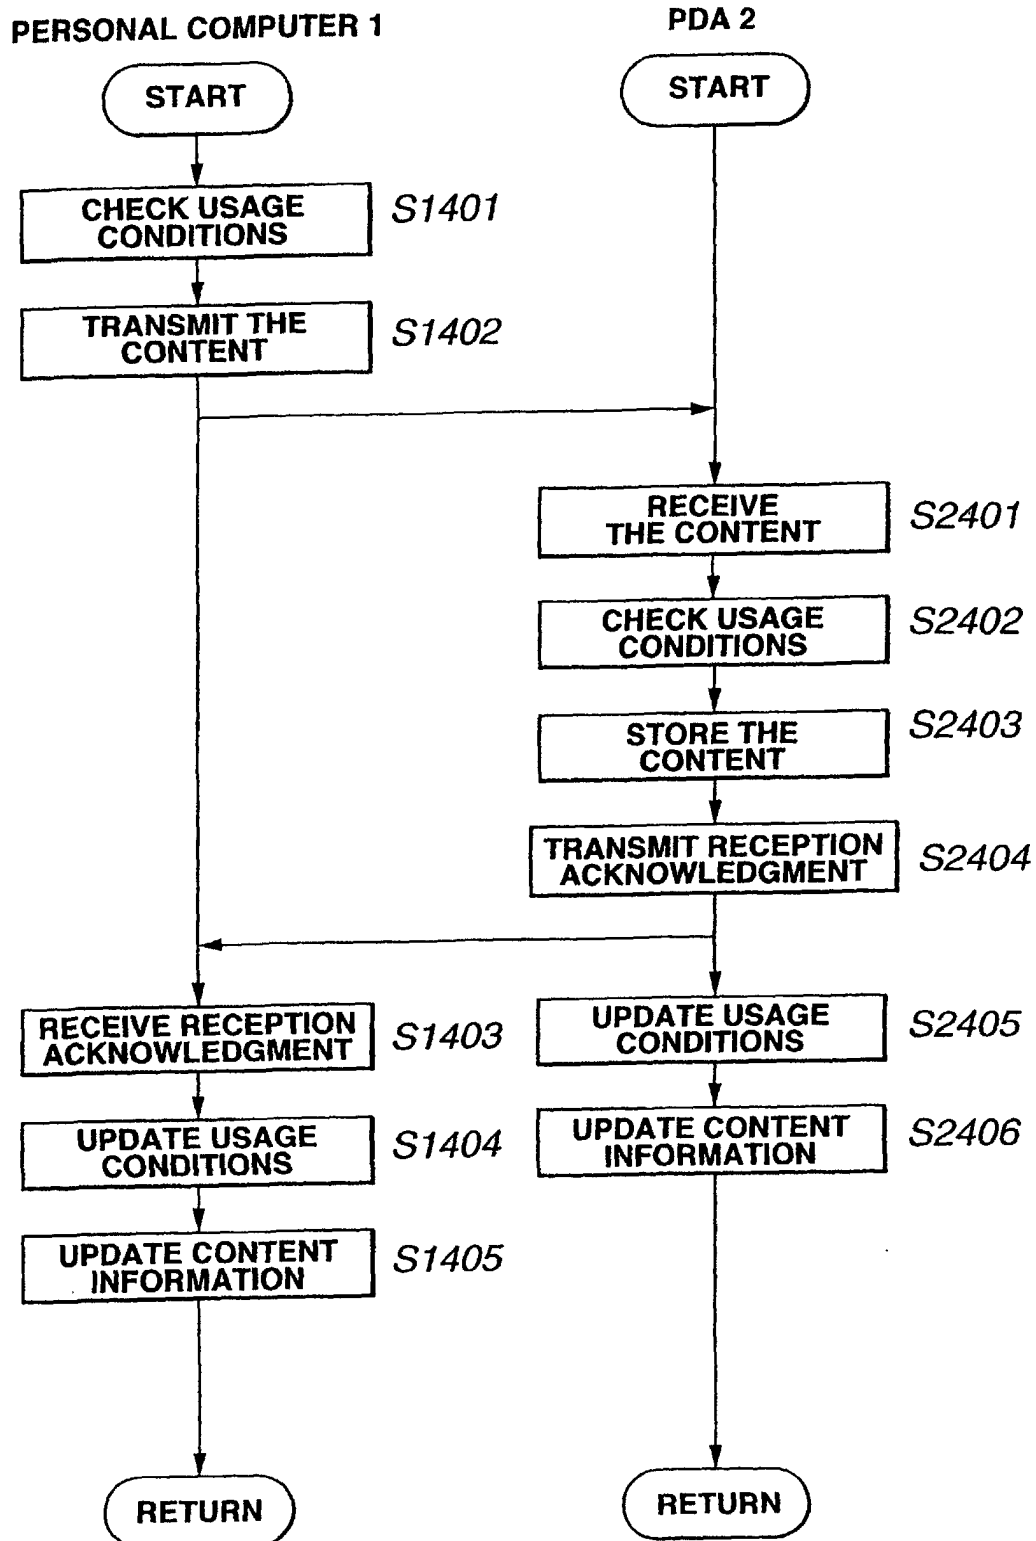 PERSONAL COMPUTER 1
PDA 2
START
START
CHECK USAGE
CONDITIONS
S1401
TRANSMIT THE
CONTENT
S1402
RECEIVE
THE CONTENT
S2401
CHECK USAGE
CONDITIONS
S2402
STORE THE
CONTENT
S2403
TRANSMIT RECEPTION
ACKNOWLEDGMENT
S2404
RECEIVE RECEPTION
ACKNOWLEDGMENT
S1403
UPDATE USAGE
CONDITIONS
S2405
UPDATE USAGE
CONDITIONS
S1404
UPDATE CONTENT
INFORMATION
S2406
UPDATE CONTENT
INFORMATION
S1405
RETURN
RETURN